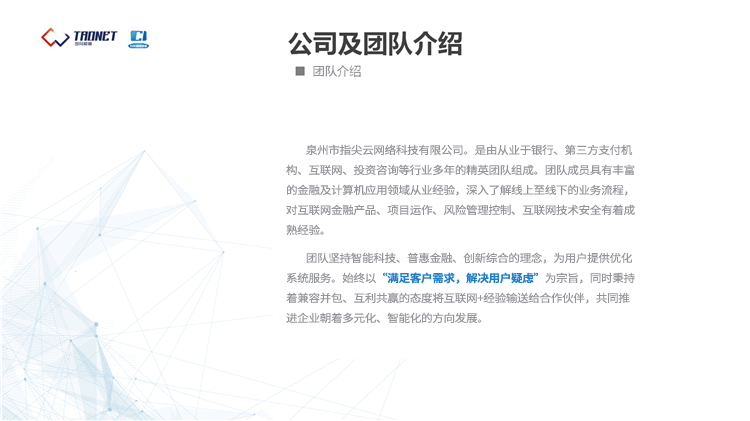 TAONET
CI
公司及团队介绍
■ 团队介绍
泉州市指尖云网络科技有限公司。是由从业于银行、第三方支付机
构、互联网、投资咨询等行业多年的精英团队组成。团队成员具有丰富
的金融及计算机应用领域从业经验，深入了解线上至线下的业务流程，
对互联网金融产品、项目运作、风险管理控制、互联网技术安全有着成
熟经验。
团队坚持智能科技、普惠金融、创新综合的理念，为用户提供优化
系统服务。始终以“满足客户需求，解决用户疑虑”为宗旨，同时秉持
着兼容并包、互利共赢的态度将互联网+经验输送给合作伙伴，共同推
进企业朝着多元化、智能化的方向发展。